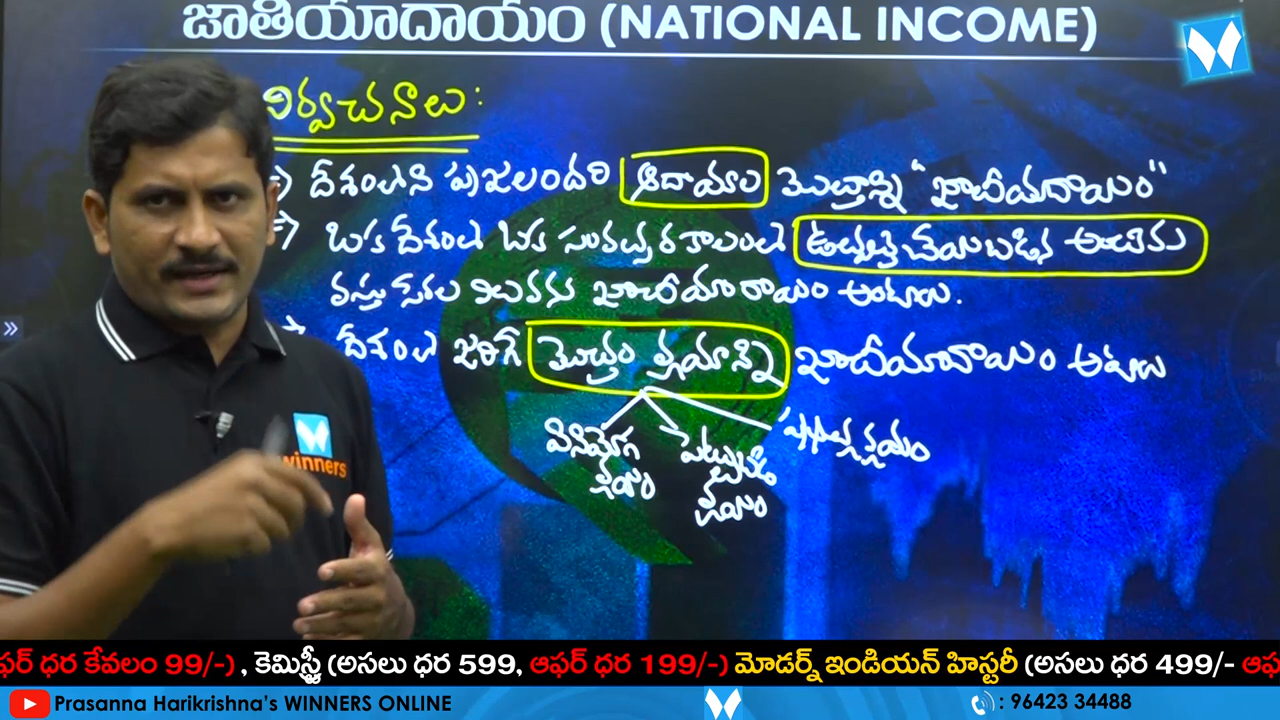 జాతీయాదాయం (NATIONAL INCOME)
నిర్వచనాలు:
దేశంలోని ప్రజలందరి ఆదాయాల మొత్తాన్ని "జాతీయాదాయం"
⇒ ఒక దేశంలో ఒక సంవత్సర కాలంలో ఉత్పత్తి చేయబడిన అంతిమ
వస్తు సేవల విలువను జాతీయాదాయం అంటారు.
దేశంలో జరిగే మొత్తం వ్యయాన్ని జాతీయాదాయం అంటారు
వినియోగ వ్యయం
పెట్టుబడి వ్యయం
ప్రభుత్వ వ్యయం
winners
ఫర్ ధర కేవలం 99/-) , కెమిస్ట్రీ (అసలు ధర 599, ఆఫర్ ధర 199/-) మోడర్న్ ఇండియన్ హిస్టరీ (అసలు ధర 499/- ఆఫ
Prasanna Harikrishna's WINNERS ONLINE : 96423 34488